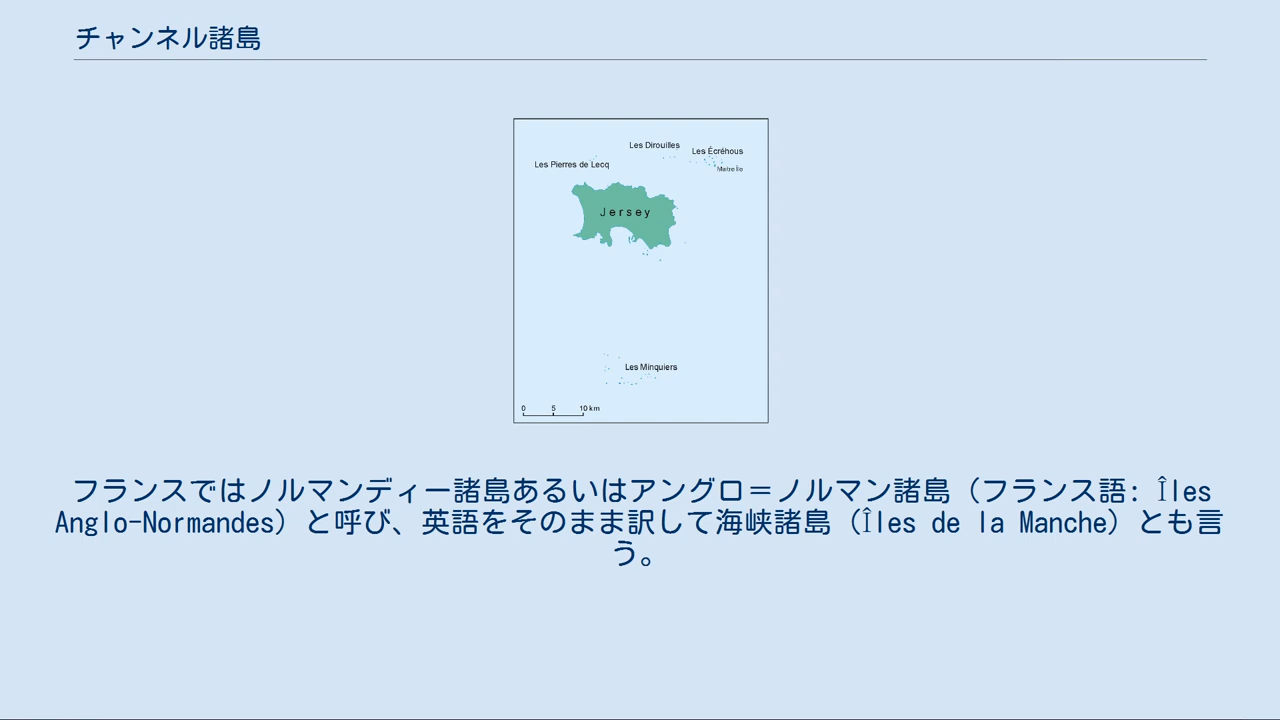 チャンネル諸島
Les Dirouilles
Les Écréhous
Les Pierres de Lecq
Maitre Ile
Jersey
Les Minquiers
0 5 10 km
フランスではノルマンディー諸島あるいはアングロ＝ノルマン諸島（フランス語: Îles
Anglo-Normandes）と呼び、英語をそのまま訳して海峡諸島（Îles de la Manche）とも言
う。